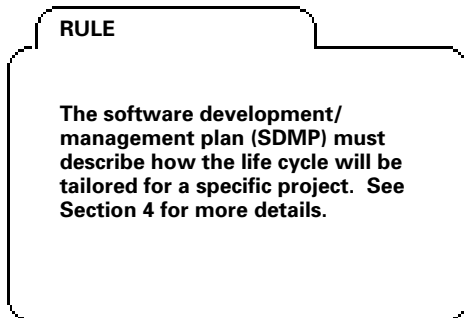 RULE
The software development/
management plan (SDMP) must
describe how the life cycle will be
tailored for a specific project.  See
Section 4 for more details.